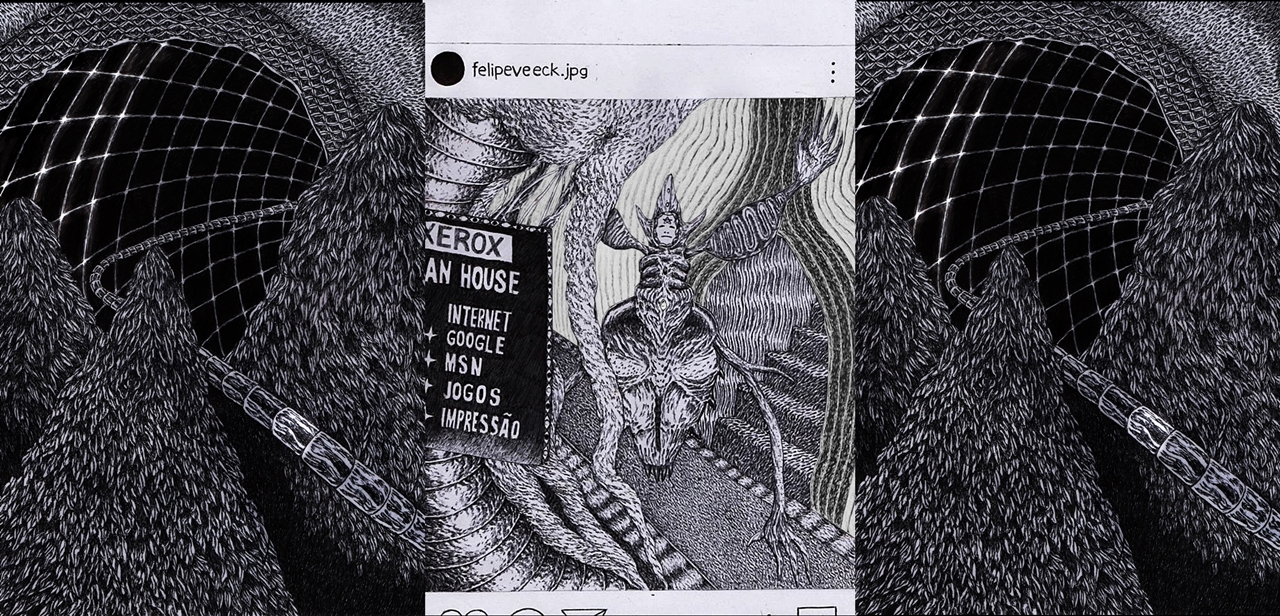 felipeveeck.jpg
XEROX
AN HOUSE
INTERNET
GOOGLE
MSN
JOGOS
IMPRESSÃO